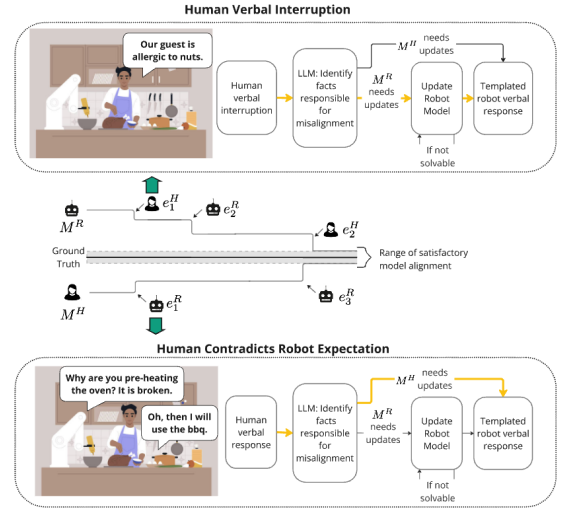 Human Verbal Interruption
Our guest is
allergic to nuts.
Human
verbal
interruption
LLM: Identify
facts
responsible
for
misalignment
M^H needs
updates
M^R
needs
updates
Update
Robot
Model
If not
solvable
Templated
robot verbal
response
M^R
e_1^H
e_2^R
e_2^H
Ground
Truth
Range of satisfactory
model alignment
M^H
e_1^R
e_3^R
Human Contradicts Robot Expectation
Why are you pre-heating
the oven? It is broken.
Oh, then I will
use the bbq.
Human
verbal
response
LLM: Identify
facts
responsible
for
misalignment
M^H needs
updates
M^R
needs
updates
Update
Robot
Model
If not
solvable
Templated
robot verbal
response